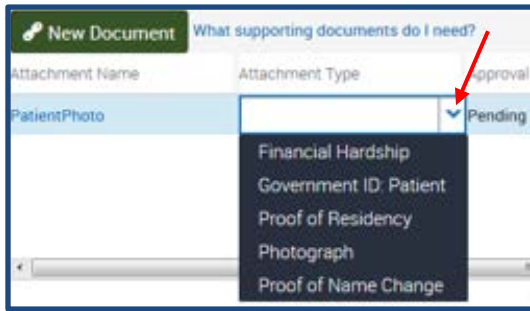 New Document What supporting documents do I need?
Attachment Name Attachment Type Approval
PatientPhoto Pending
Financial Hardship
Government ID: Patient
Proof of Residency
Photograph
Proof of Name Change